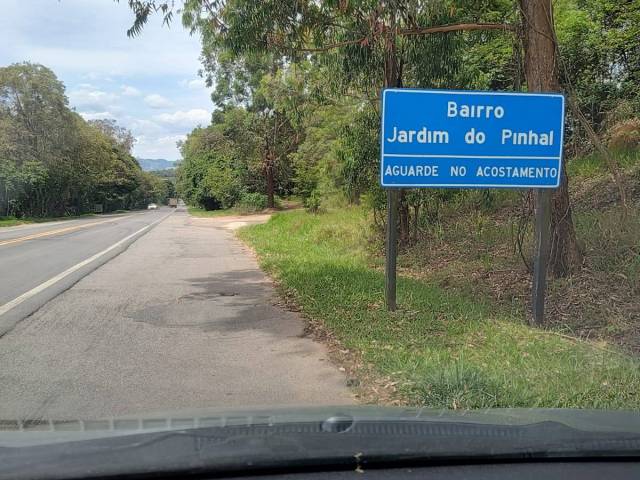 Bairro
Jardim do Pinhal
AGUARDE NO ACOSTAMENTO